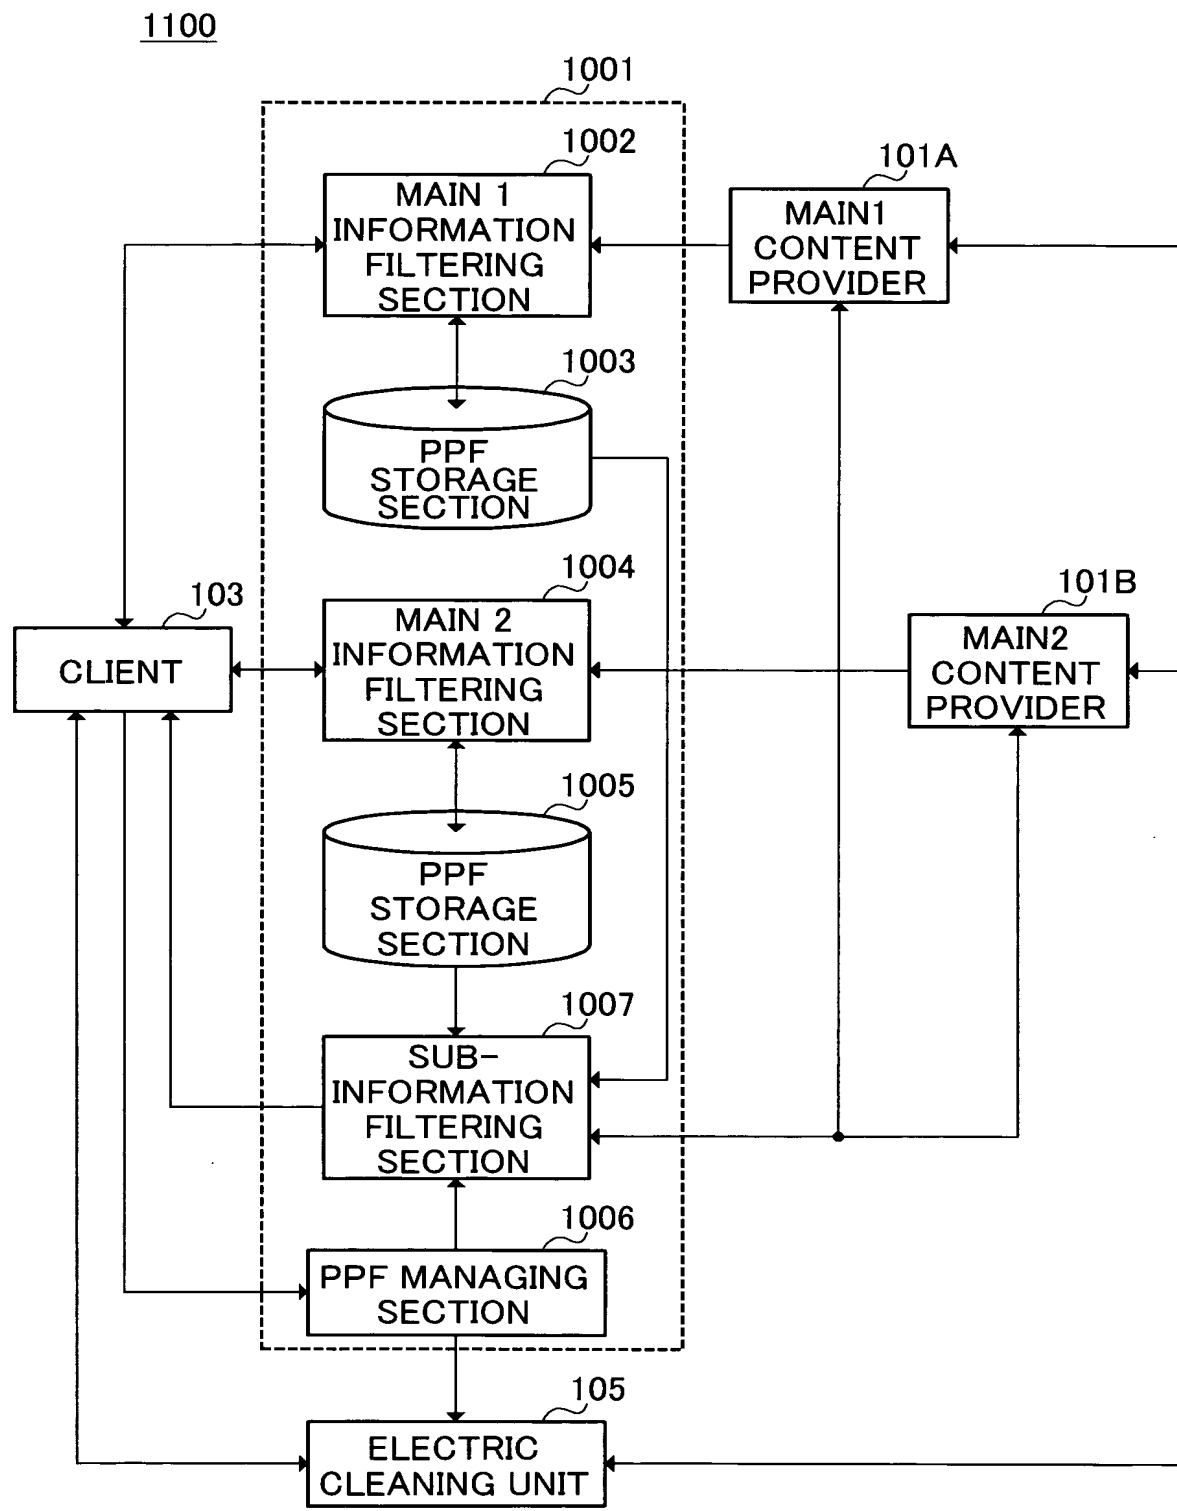 1100
1001
1002
MAIN 1
INFORMATION
FILTERING
SECTION
101A
MAIN1
CONTENT
PROVIDER
1003
PPF
STORAGE
SECTION
103
CLIENT
1004
MAIN 2
INFORMATION
FILTERING
SECTION
101B
MAIN2
CONTENT
PROVIDER
1005
PPF
STORAGE
SECTION
1007
SUB-
INFORMATION
FILTERING
SECTION
1006
PPF MANAGING
SECTION
105
ELECTRIC
CLEANING UNIT